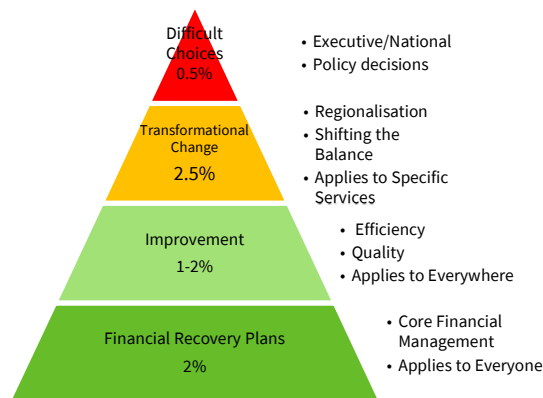 Difficult
Choices
0.5%
• Executive/National
• Policy decisions
Transformational
Change
2.5%
• Regionalisation
• Shifting the
Balance
• Applies to Specific
Services
Improvement
1-2%
• Efficiency
• Quality
• Applies to Everywhere
Financial Recovery Plans
2%
• Core Financial
Management
• Applies to Everyone